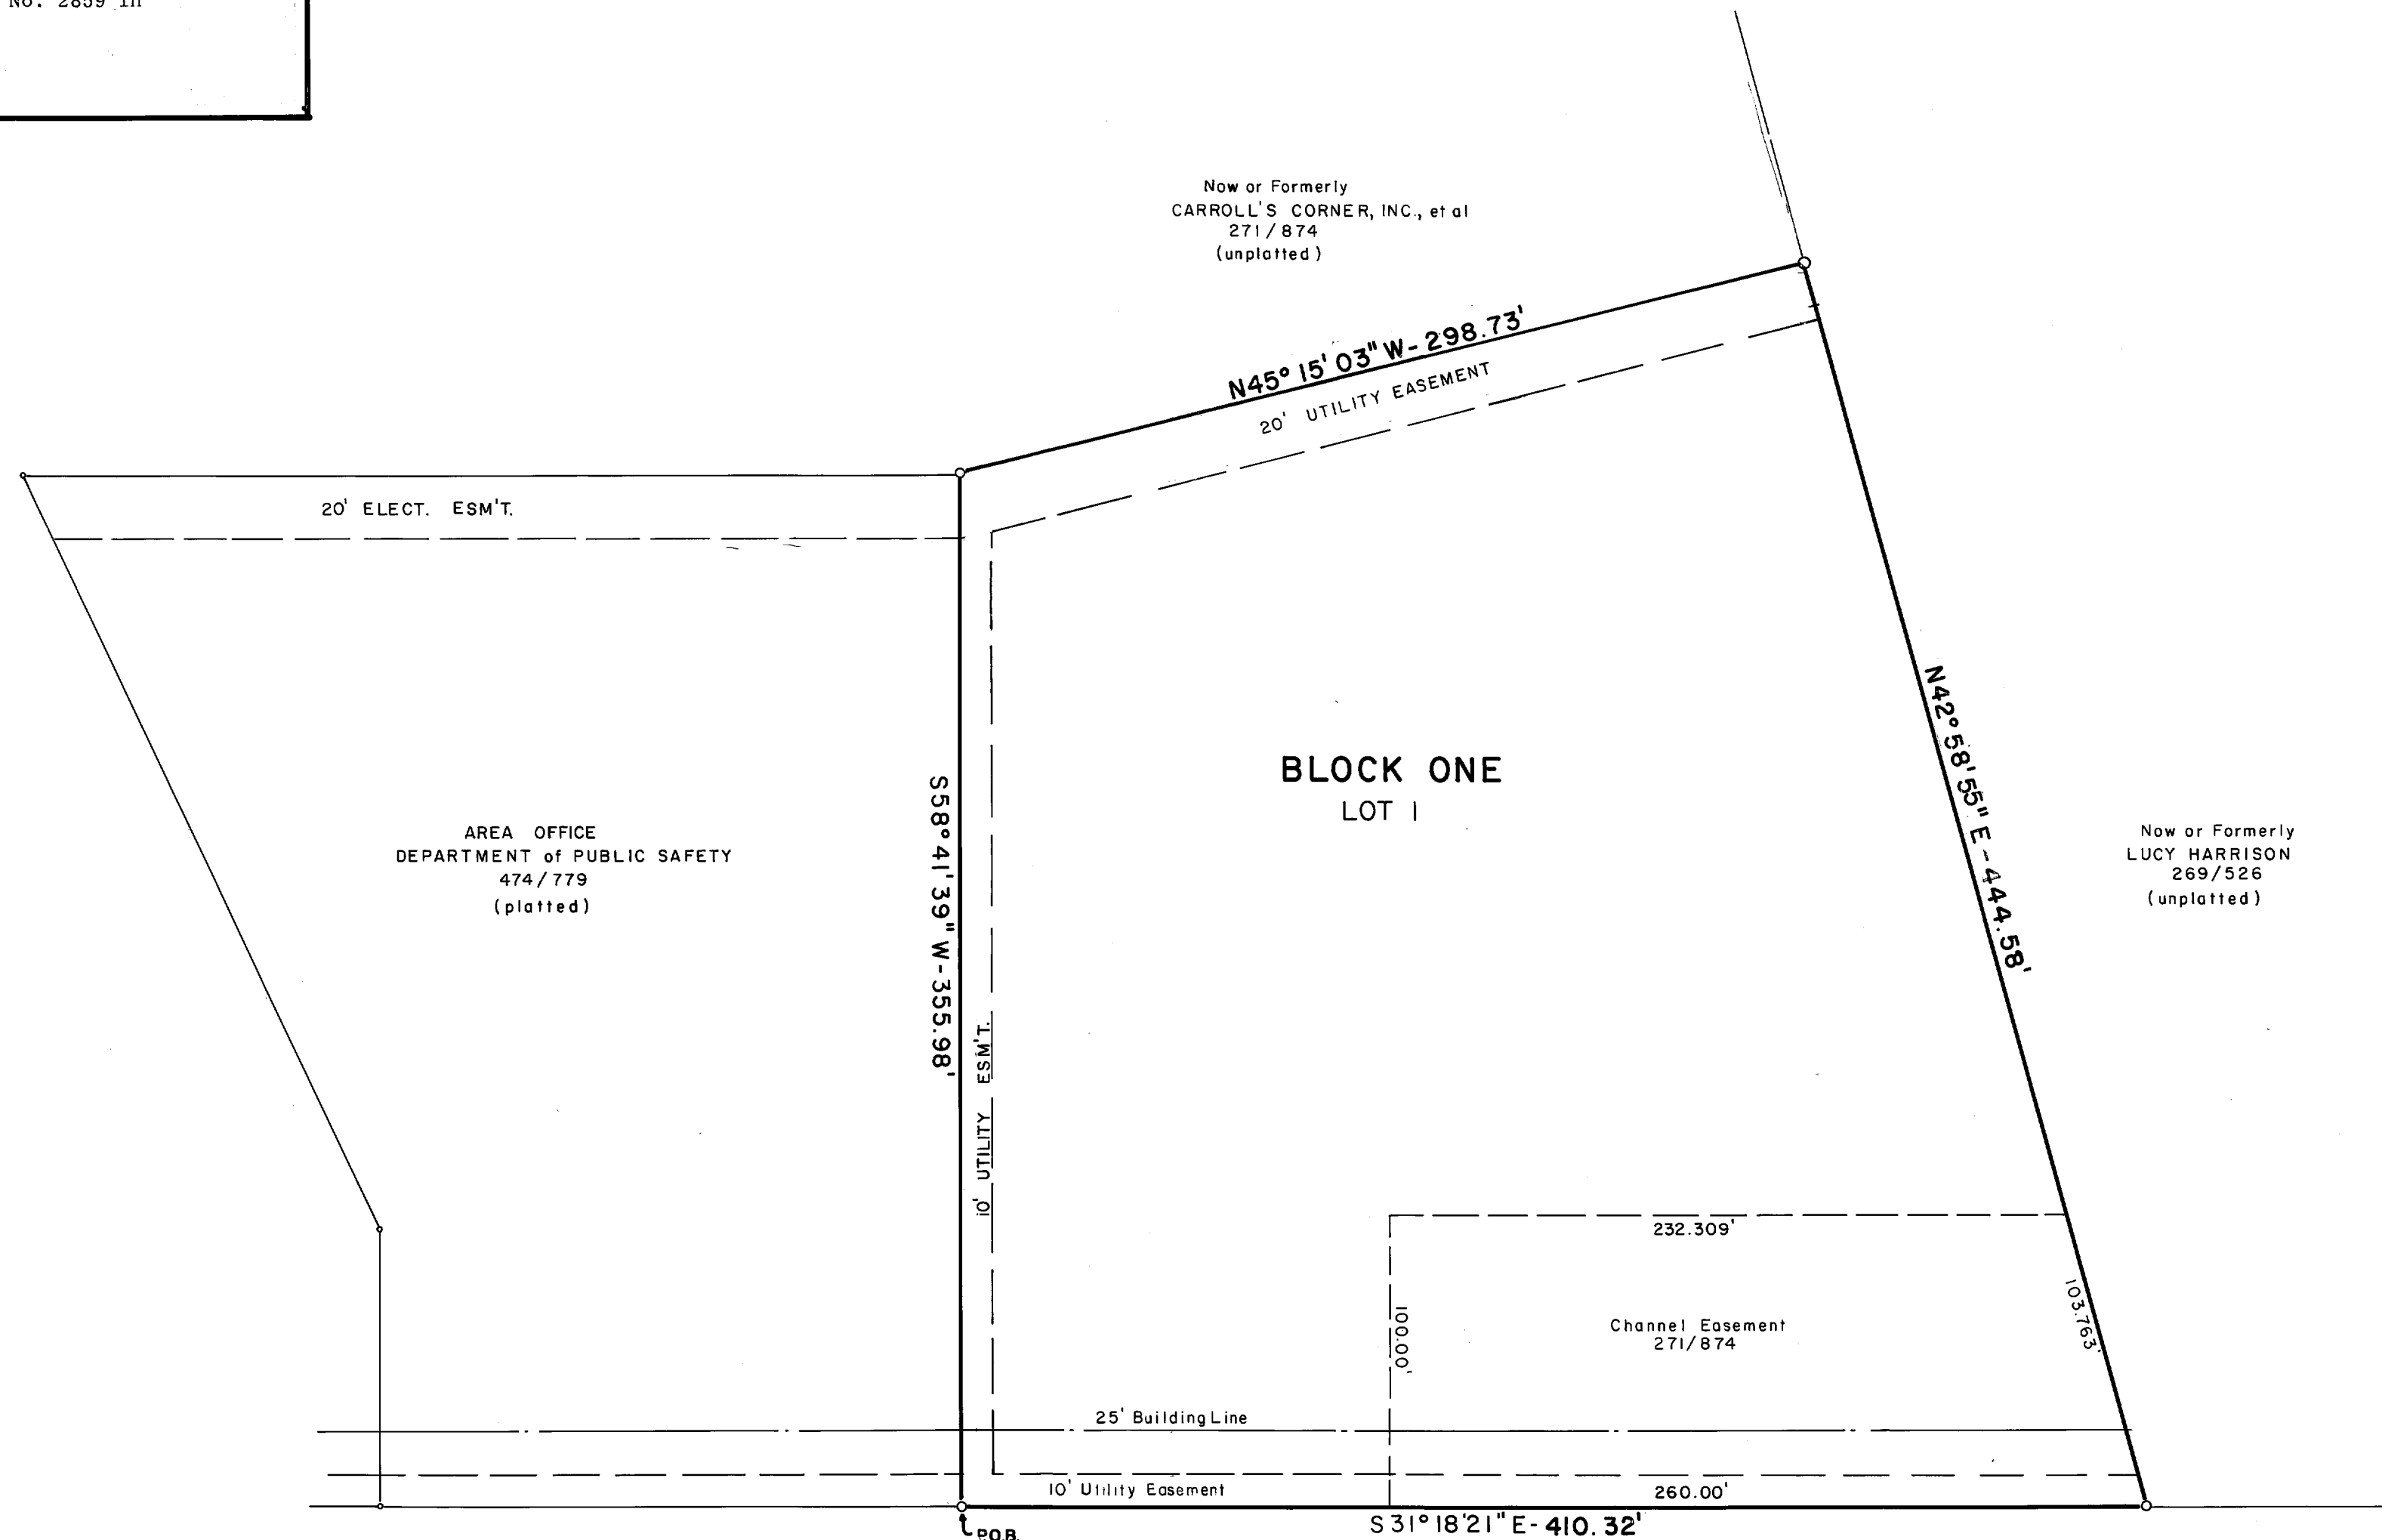 No. 2859 in
Now or Formerly
CARROLL'S CORNER, INC., et al
271/874
(unplatted)
N45° 15' 03" W- 298.73'
20' UTILITY EASEMENT
20' ELECT. ESM'T.
BLOCK ONE
LOT 1
N42° 58' 55" E - 444.58'
S58° 41' 39" W- 355.98'
AREA OFFICE
DEPARTMENT of PUBLIC SAFETY
474/779
(platted)
Now or Formerly
LUCY HARRISON
269/526
(unplatted)
10' UTILITY ESM'T.
232.309'
103.763'
100.00'
Channel Easement
271/874
25' Building Line
10' Utility Easement
260.00'
S 31° 18' 21" E- 410.32'
P.O.B.